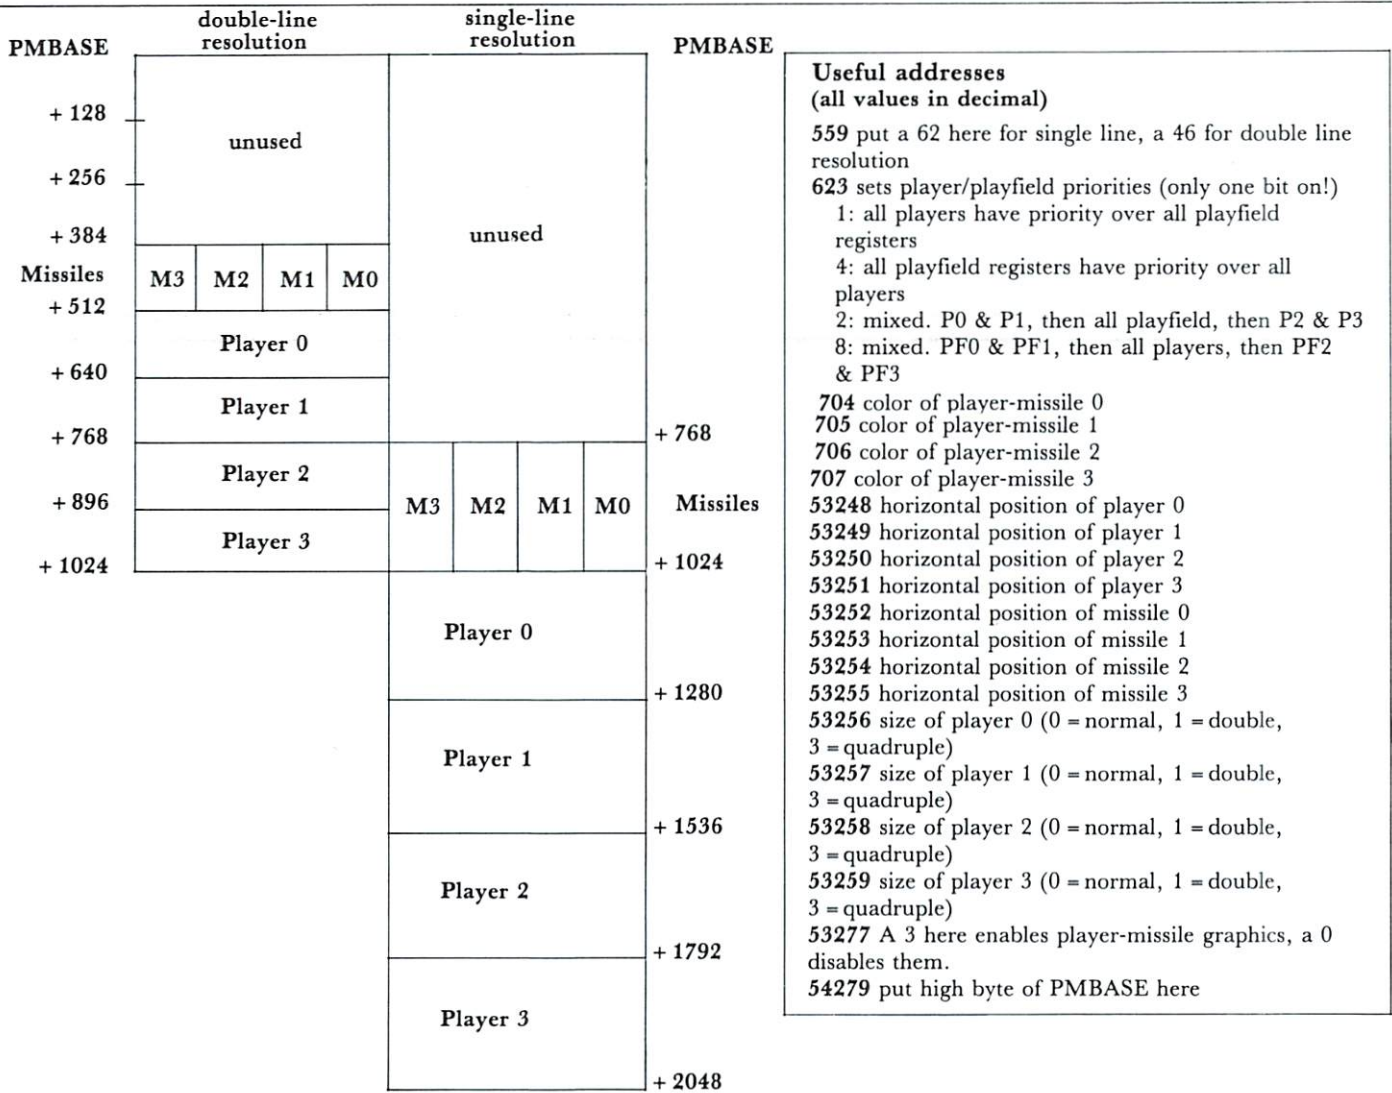 double-line
resolution
single-line
resolution
PMBASE
PMBASE
+ 128
unused
+ 256
+ 384
unused
Missiles
M3 M2 M1 M0
+ 512
Player 0
+ 640
Player 1
+ 768
+ 768
Player 2
+ 896
M3 M2 M1 M0
Missiles
Player 3
+ 1024
+ 1024
Player 0
+ 1280
Player 1
+ 1536
Player 2
+ 1792
Player 3
+ 2048
Useful addresses
(all values in decimal)
559 put a 62 here for single line, a 46 for double line
resolution
623 sets player/playfield priorities (only one bit on!)
1: all players have priority over all playfield
registers
4: all playfield registers have priority over all
players
2: mixed. P0 & P1, then all playfield, then P2 & P3
8: mixed. PF0 & PF1, then all players, then PF2
& PF3
704 color of player-missile 0
705 color of player-missile 1
706 color of player-missile 2
707 color of player-missile 3
53248 horizontal position of player 0
53249 horizontal position of player 1
53250 horizontal position of player 2
53251 horizontal position of player 3
53252 horizontal position of missile 0
53253 horizontal position of missile 1
53254 horizontal position of missile 2
53255 horizontal position of missile 3
53256 size of player 0 (0 = normal, 1 = double,
3 = quadruple)
53257 size of player 1 (0 = normal, 1 = double,
3 = quadruple)
53258 size of player 2 (0 = normal, 1 = double,
3 = quadruple)
53259 size of player 3 (0 = normal, 1 = double,
3 = quadruple)
53277 A 3 here enables player-missile graphics, a 0
disables them.
54279 put high byte of PMBASE here